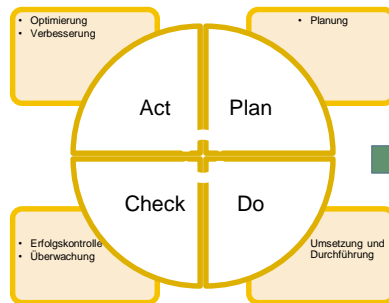 • Optimierung
• Verbesserung
• Planung
Act
Plan
Check
Do
• Erfolgskontrolle
• Überwachung
Umsetzung und
Durchführung